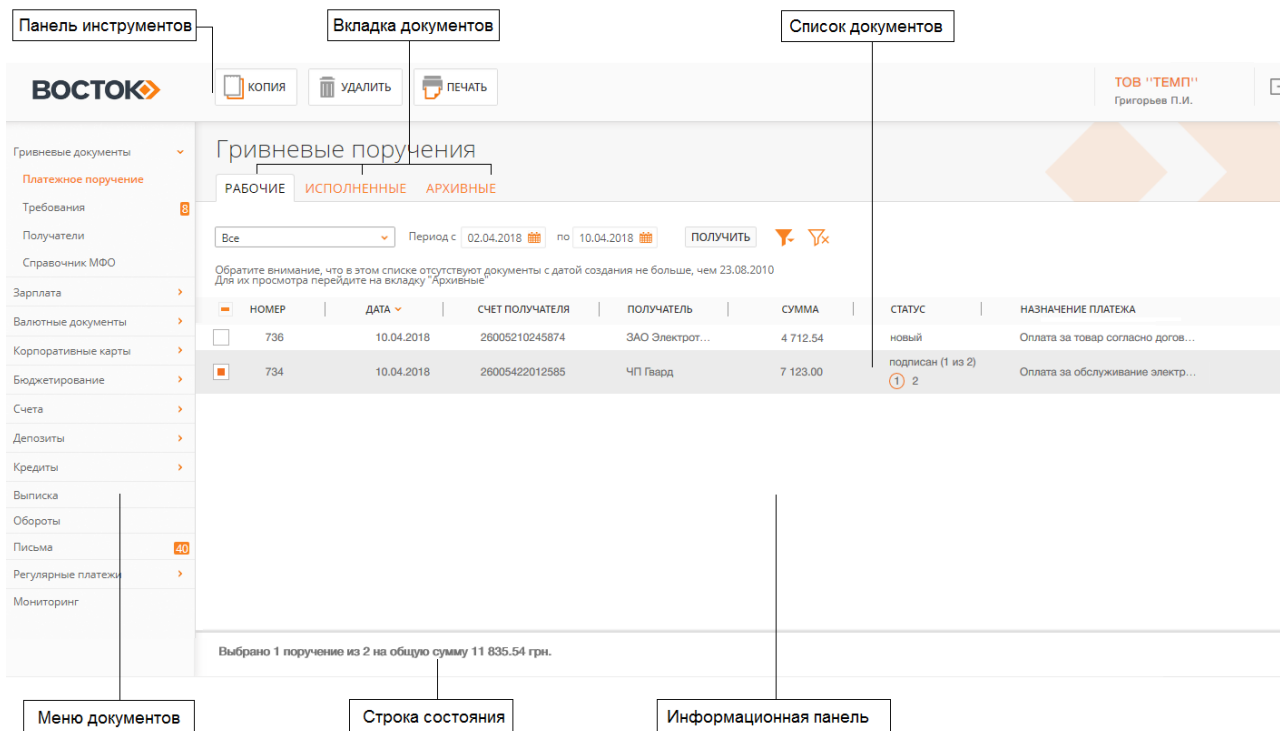 Панель инструментов
Вкладка документов
Список документов
ВОСТОК
КОПИЯ
УДАЛИТЬ
ПЕЧАТЬ
ТОВ ''ТЕМП''
Григорьев П.И.
Гривневые документы
Платежное поручение
Требования 8
Получатели
Справочник МФО
Зарплата
Валютные документы
Корпоративные карты
Бюджетирование
Счета
Депозиты
Кредиты
Выписка
Обороты
Письма 40
Регулярные платежи
Мониторинг
Гривневые поручения
РАБОЧИЕ ИСПОЛНЕННЫЕ АРХИВНЫЕ
Все Период с 02.04.2018 по 10.04.2018 ПОЛУЧИТЬ
Обратите внимание, что в этом списке отсутствуют документы с датой создания не больше, чем 23.08.2010
Для их просмотра перейдите на вкладку "Архивные"
НОМЕР ДАТА СЧЕТ ПОЛУЧАТЕЛЯ ПОЛУЧАТЕЛЬ СУММА СТАТУС НАЗНАЧЕНИЕ ПЛАТЕЖА
736 10.04.2018 26005210245874 ЗАО Электрот... 4 712.54 новый Оплата за товар согласно догов...
734 10.04.2018 26005422012585 ЧП Гвард 7 123.00 подписан (1 из 2) Оплата за обслуживание электр...
1 2
Выбрано 1 поручение из 2 на общую сумму 11 835.54 грн.
Меню документов
Строка состояния
Информационная панель